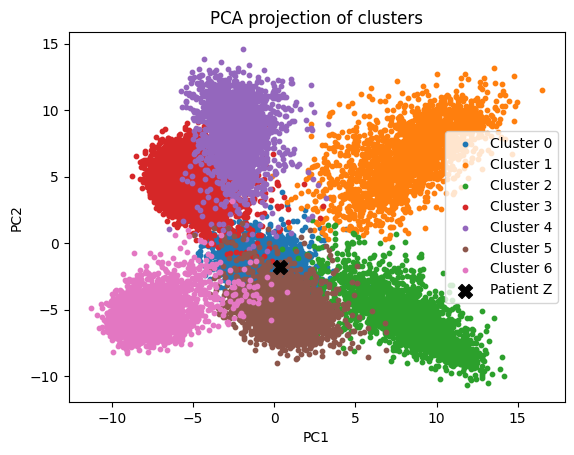 PCA projection of clusters
15
10
5
0
−5
−10
PC2
Cluster 0
Cluster 1
Cluster 2
Cluster 3
Cluster 4
Cluster 5
Cluster 6
Patient Z
−10
−5
0
5
10
15
PC1